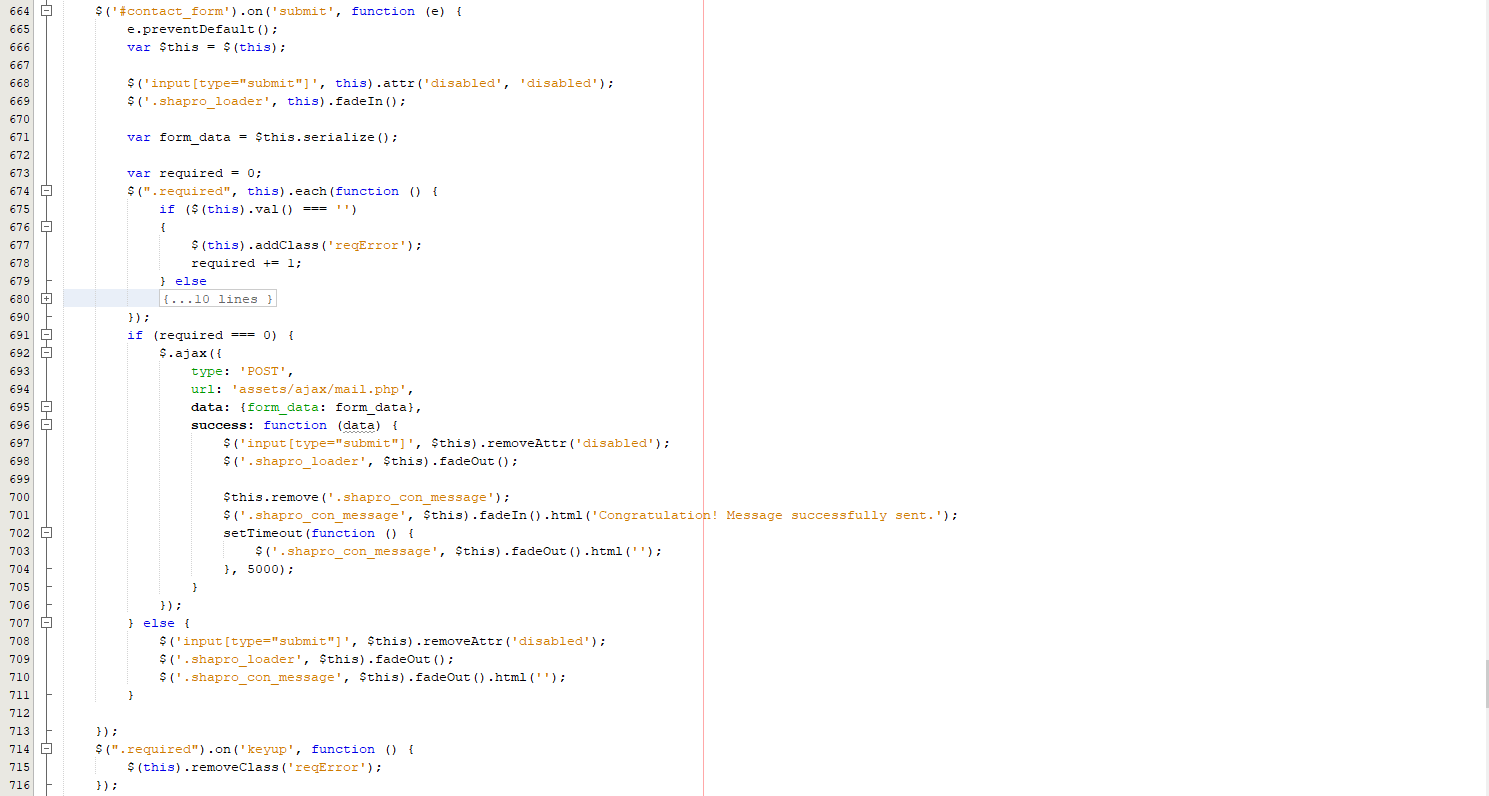 664 $('#contact_form').on('submit', function (e) {
665 e.preventDefault();
666 var $this = $(this);
667
668 $('input[type="submit"]', this).attr('disabled', 'disabled');
669 $('.shapro_loader', this).fadeIn();
670
671 var form_data = $this.serialize();
672
673 var required = 0;
674 $(".required", this).each(function () {
675 if ($(this).val() === '')
676 {
677 $(this).addClass('reqError');
678 required += 1;
679 } else
680 {...10 lines }
690 });
691 if (required === 0) {
692 $.ajax({
693 type: 'POST',
694 url: 'assets/ajax/mail.php',
695 data: {form_data: form_data},
696 success: function (data) {
697 $('input[type="submit"]', $this).removeAttr('disabled');
698 $('.shapro_loader', $this).fadeOut();
699
700 $this.remove('.shapro_con_message');
701 $('.shapro_con_message', $this).fadeIn().html('Congratulation! Message successfully sent.');
702 setTimeout(function () {
703 $('.shapro_con_message', $this).fadeOut().html('');
704 }, 5000);
705 }
706 });
707 } else {
708 $('input[type="submit"]', $this).removeAttr('disabled');
709 $('.shapro_loader', $this).fadeOut();
710 $('.shapro_con_message', $this).fadeOut().html('');
711 }
712
713 });
714 $(".required").on('keyup', function () {
715 $(this).removeClass('reqError');
716 });